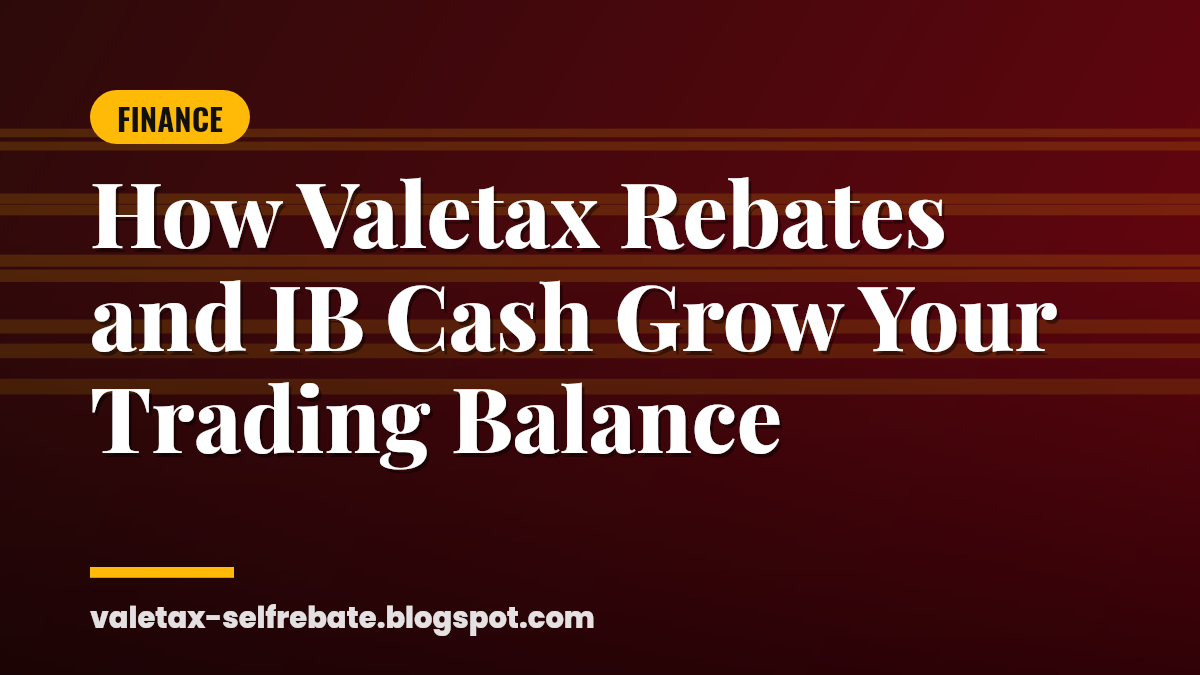 FINANCE
How Valetax Rebates
and IB Cash Grow Your
Trading Balance
valetax-selfrebate.blogspot.com